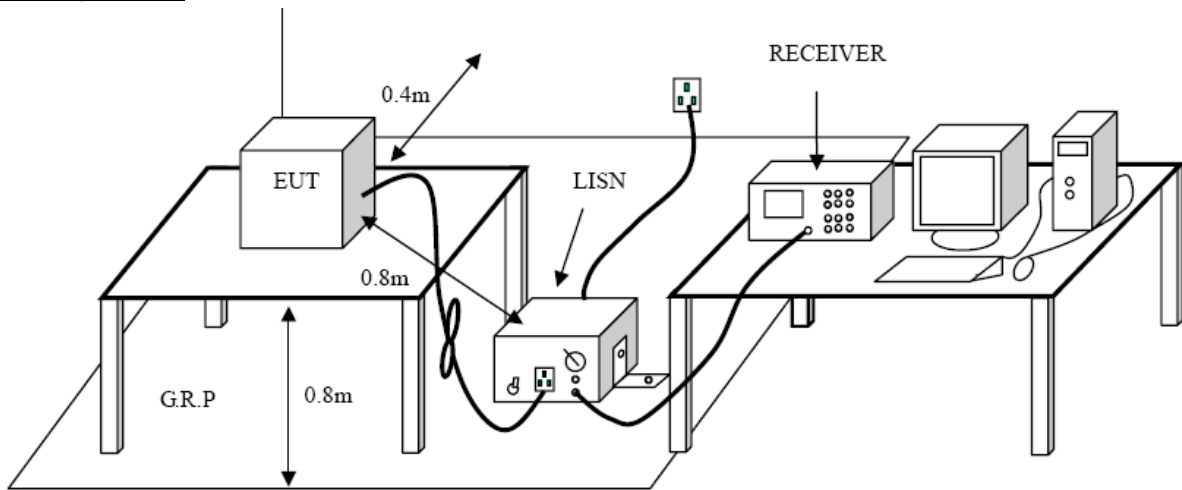 RECEIVER
0.4m
EUT
LISN
0.8m
G.R.P
0.8m